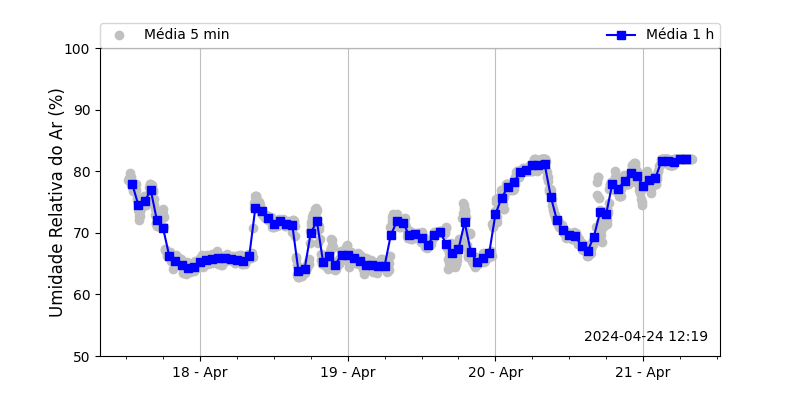 Média 5 min
Média 1 h
Umidade Relativa do Ar (%)
100
90
80
70
60
50
2024-04-24 12:19
18 - Apr
19 - Apr
20 - Apr
21 - Apr